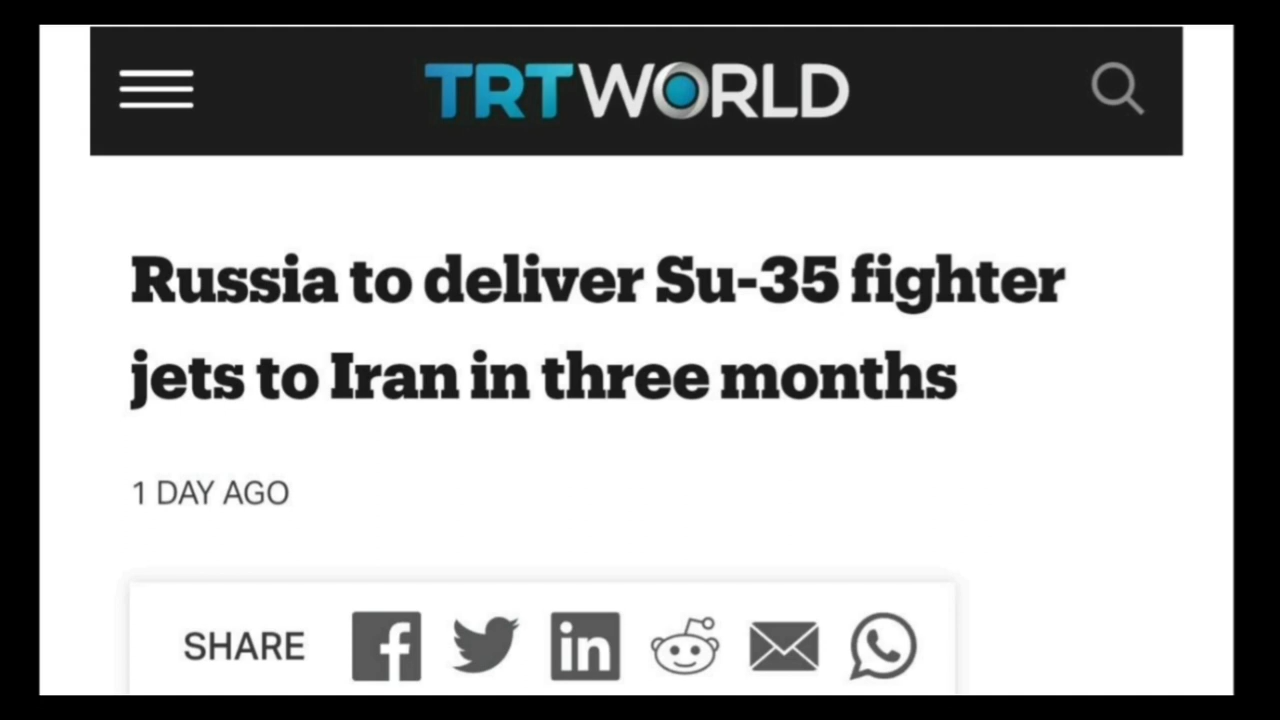 TRTWORLD
Russia to deliver Su-35 fighter
jets to Iran in three months
1 DAY AGO
SHARE